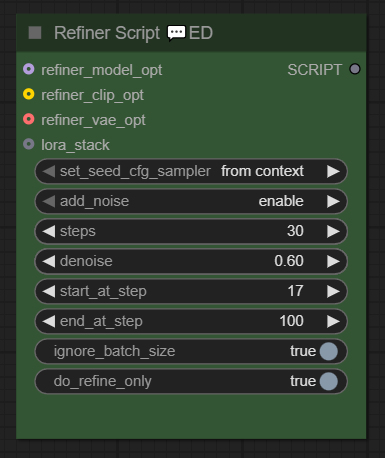 Refiner Script 💬ED
refiner_model_opt SCRIPT
refiner_clip_opt
refiner_vae_opt
lora_stack
set_seed_cfg_sampler from context
add_noise enable
steps 30
denoise 0.60
start_at_step 17
end_at_step 100
ignore_batch_size true
do_refine_only true